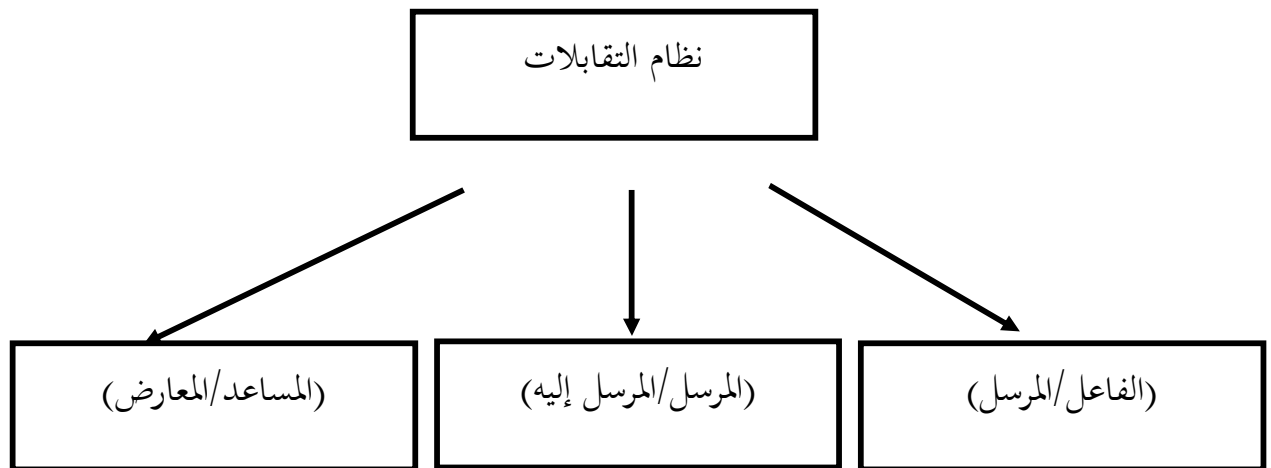 نظام التقابلات
(الفاعل/المرسل)
(المرسل/المرسل إليه)
(المساعد/المعارض)